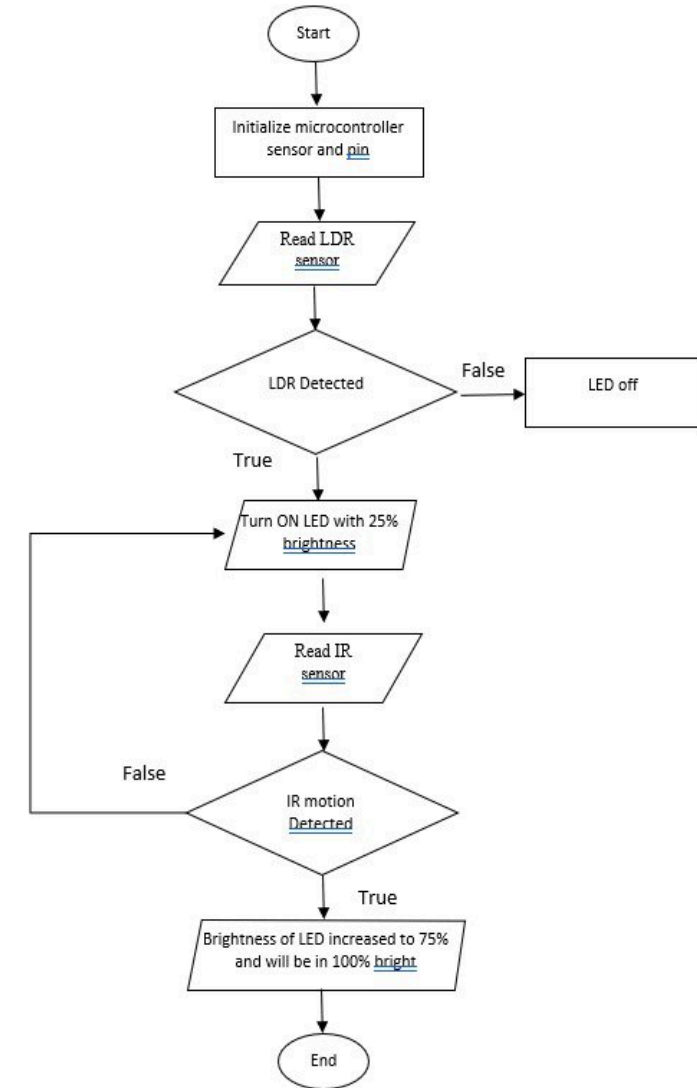 Start
Initialize microcontroller
sensor and pin
Read LDR
sensor
LDR Detected
False
LED off
True
Turn ON LED with 25%
brightness
Read IR
sensor
False
IR motion
Detected
True
Brightness of LED increased to 75%
and will be in 100% bright
End